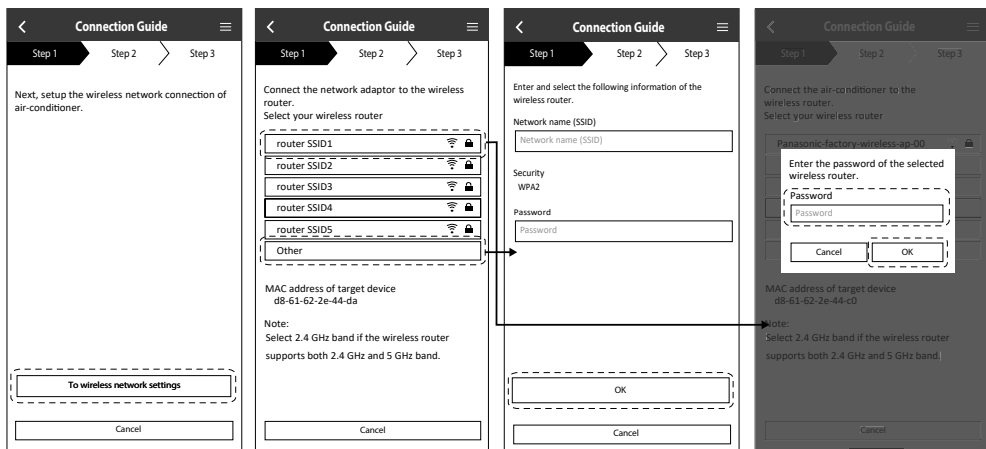 Connection Guide
Step 1
Step 2
Step 3
Next, setup the wireless network connection of
air-conditioner.
To wireless network settings
Cancel
Connection Guide
Step 1
Step 2
Step 3
Connect the network adaptor to the wireless
router.
Select your wireless router
router SSID1
router SSID2
router SSID3
router SSID4
router SSID5
Other
MAC address of target device
d8-61-62-2e-44-da
Note:
Select 2.4 GHz band if the wireless router
supports both 2.4 GHz and 5 GHz band.
Cancel
Connection Guide
Step 1
Step 2
Step 3
Enter and select the following information of the
wireless router.
Network name (SSID)
Network name (SSID)
Security
WPA2
Password
Password
OK
Cancel
Connection Guide
Step 1
Step 2
Step 3
Connect the air-conditioner to the
wireless router.
Select your wireless router
Panasonic-factory-wireless-ap-00
Enter the password of the selected
wireless router.
Password
Password
Cancel
OK
MAC address of target device
d8-61-62-2e-44-c0
Note:
Select 2.4 GHz band if the wireless router
supports both 2.4 GHz and 5 GHz band.
Cancel